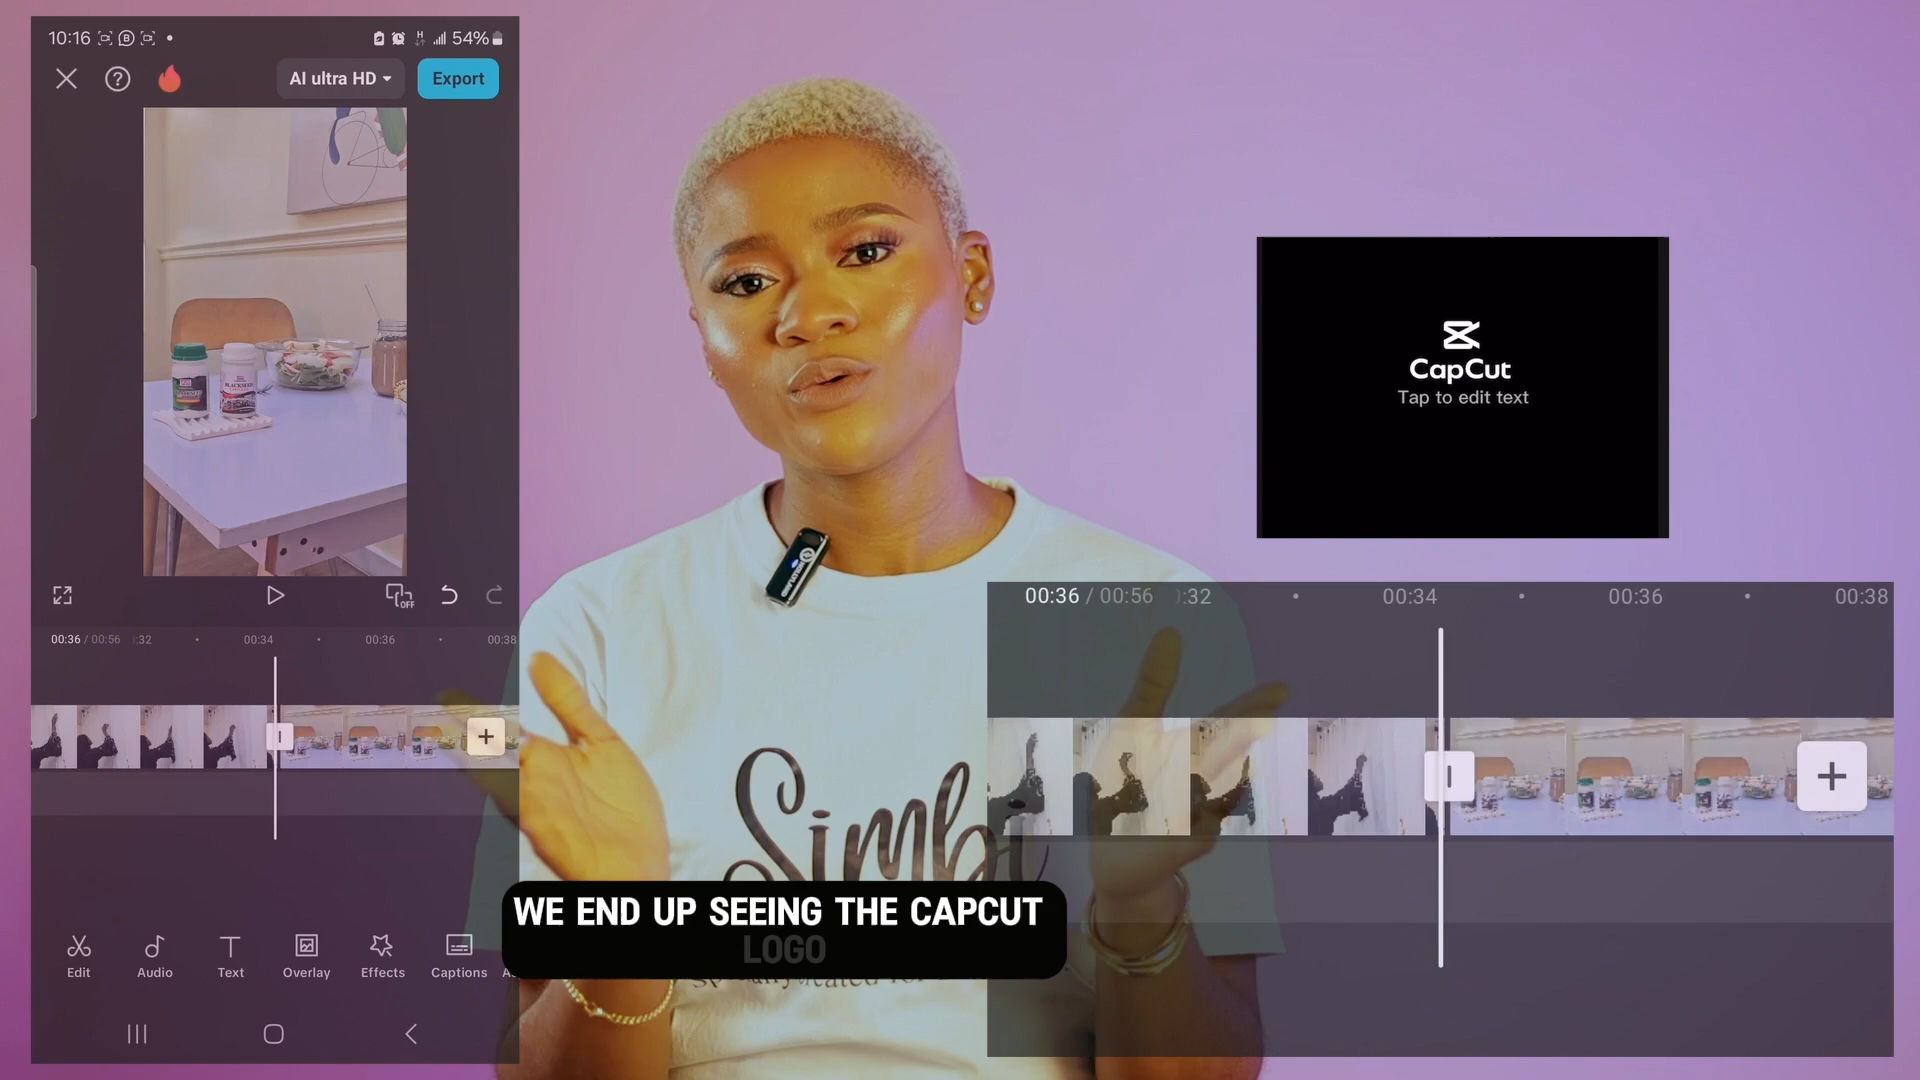 10:16
54%
AI ultra HD
Export
BLACKSEED
00:36 / 00:56 :32 00:34 00:36 00:38
Edit
Audio
Text
Overlay
Effects
Captions
A
CapCut
Tap to edit text
00:36 / 00:56 :32 00:34 00:36 00:38
Simbi
WE END UP SEEING THE CAPCUT
LOGO